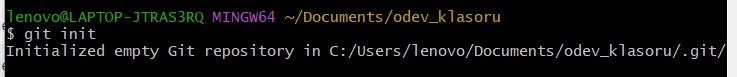 lenovo@LAPTOP-JTRAS3RQ MINGW64 ~/Documents/odev_klasoru
$ git init
Initialized empty Git repository in C:/Users/lenovo/Documents/odev_klasoru/.git/